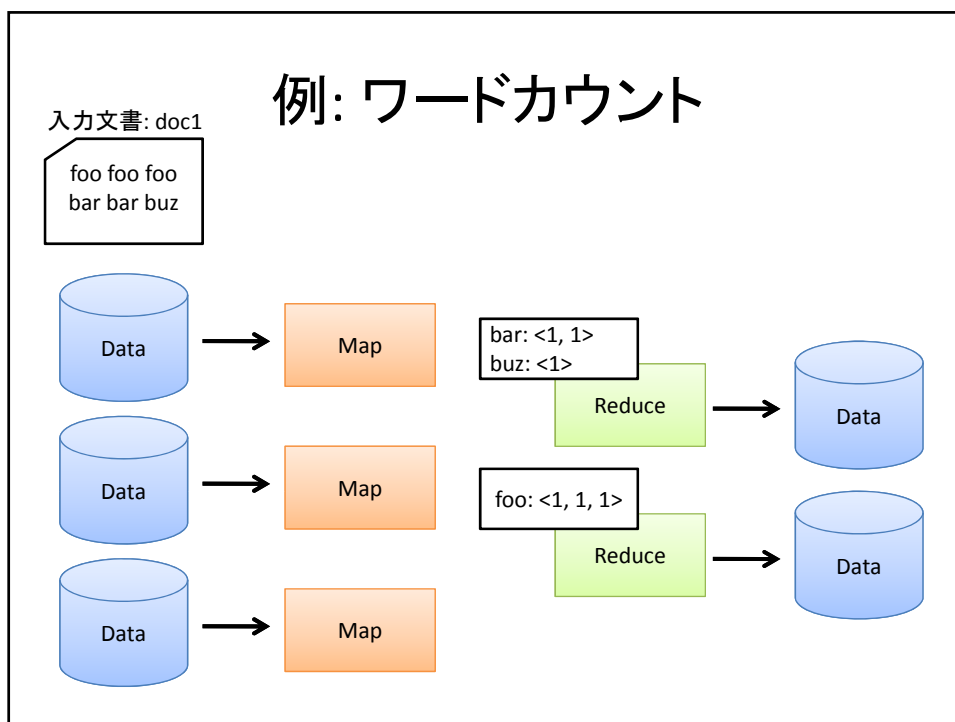 例: ワードカウント
入力文書: doc1
foo foo foo
bar bar buz
Data
Map
bar: <1, 1>
buz: <1>
Reduce
Data
Data
Map
foo: <1, 1, 1>
Reduce
Data
Data
Map